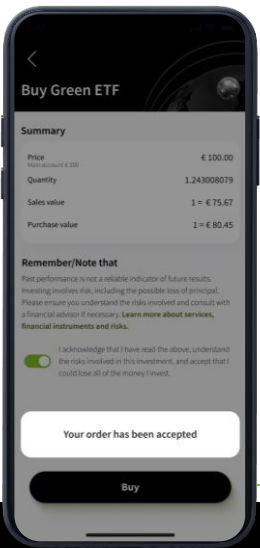 Buy Green ETF
Summary
Price € 100.00
Main account € 200
Quantity 1.243008079
Sales value 1 = € 75.67
Purchase value 1 = € 80.45
Remember/Note that
Past performance is not a reliable indicator of future results.
Investing involves risk, including the possible loss of principal.
Please ensure you understand the risks involved and consult with
a financial advisor if necessary. Learn more about services,
financial instruments and risks.
I acknowledge that I have read the above, understand
the risks involved in this investment, and accept that I
could lose all of the money I invest.
Your order has been accepted
Buy